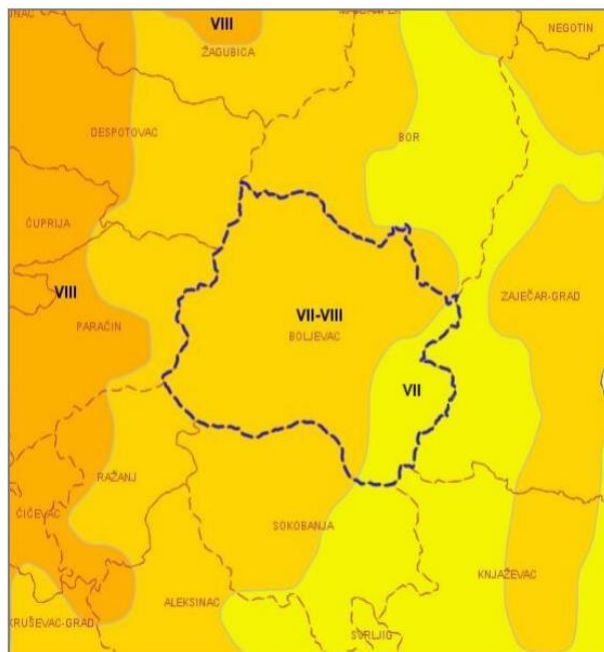 VIII
NEGOTIN
ŽAGUBICA
DESPOTOVAC
BOR
ČUPRIJA
VIII
ZAJEČAR-GRAD
VII-VIII
PARAĆIN
BOLJEVAC
VII
RAŽANJ
ĆIĆEVAC
SOKOBANJA
KNJAŽEVAC
ALEKSINAC
KRUŠEVAC-GRAD
SVRLJIG